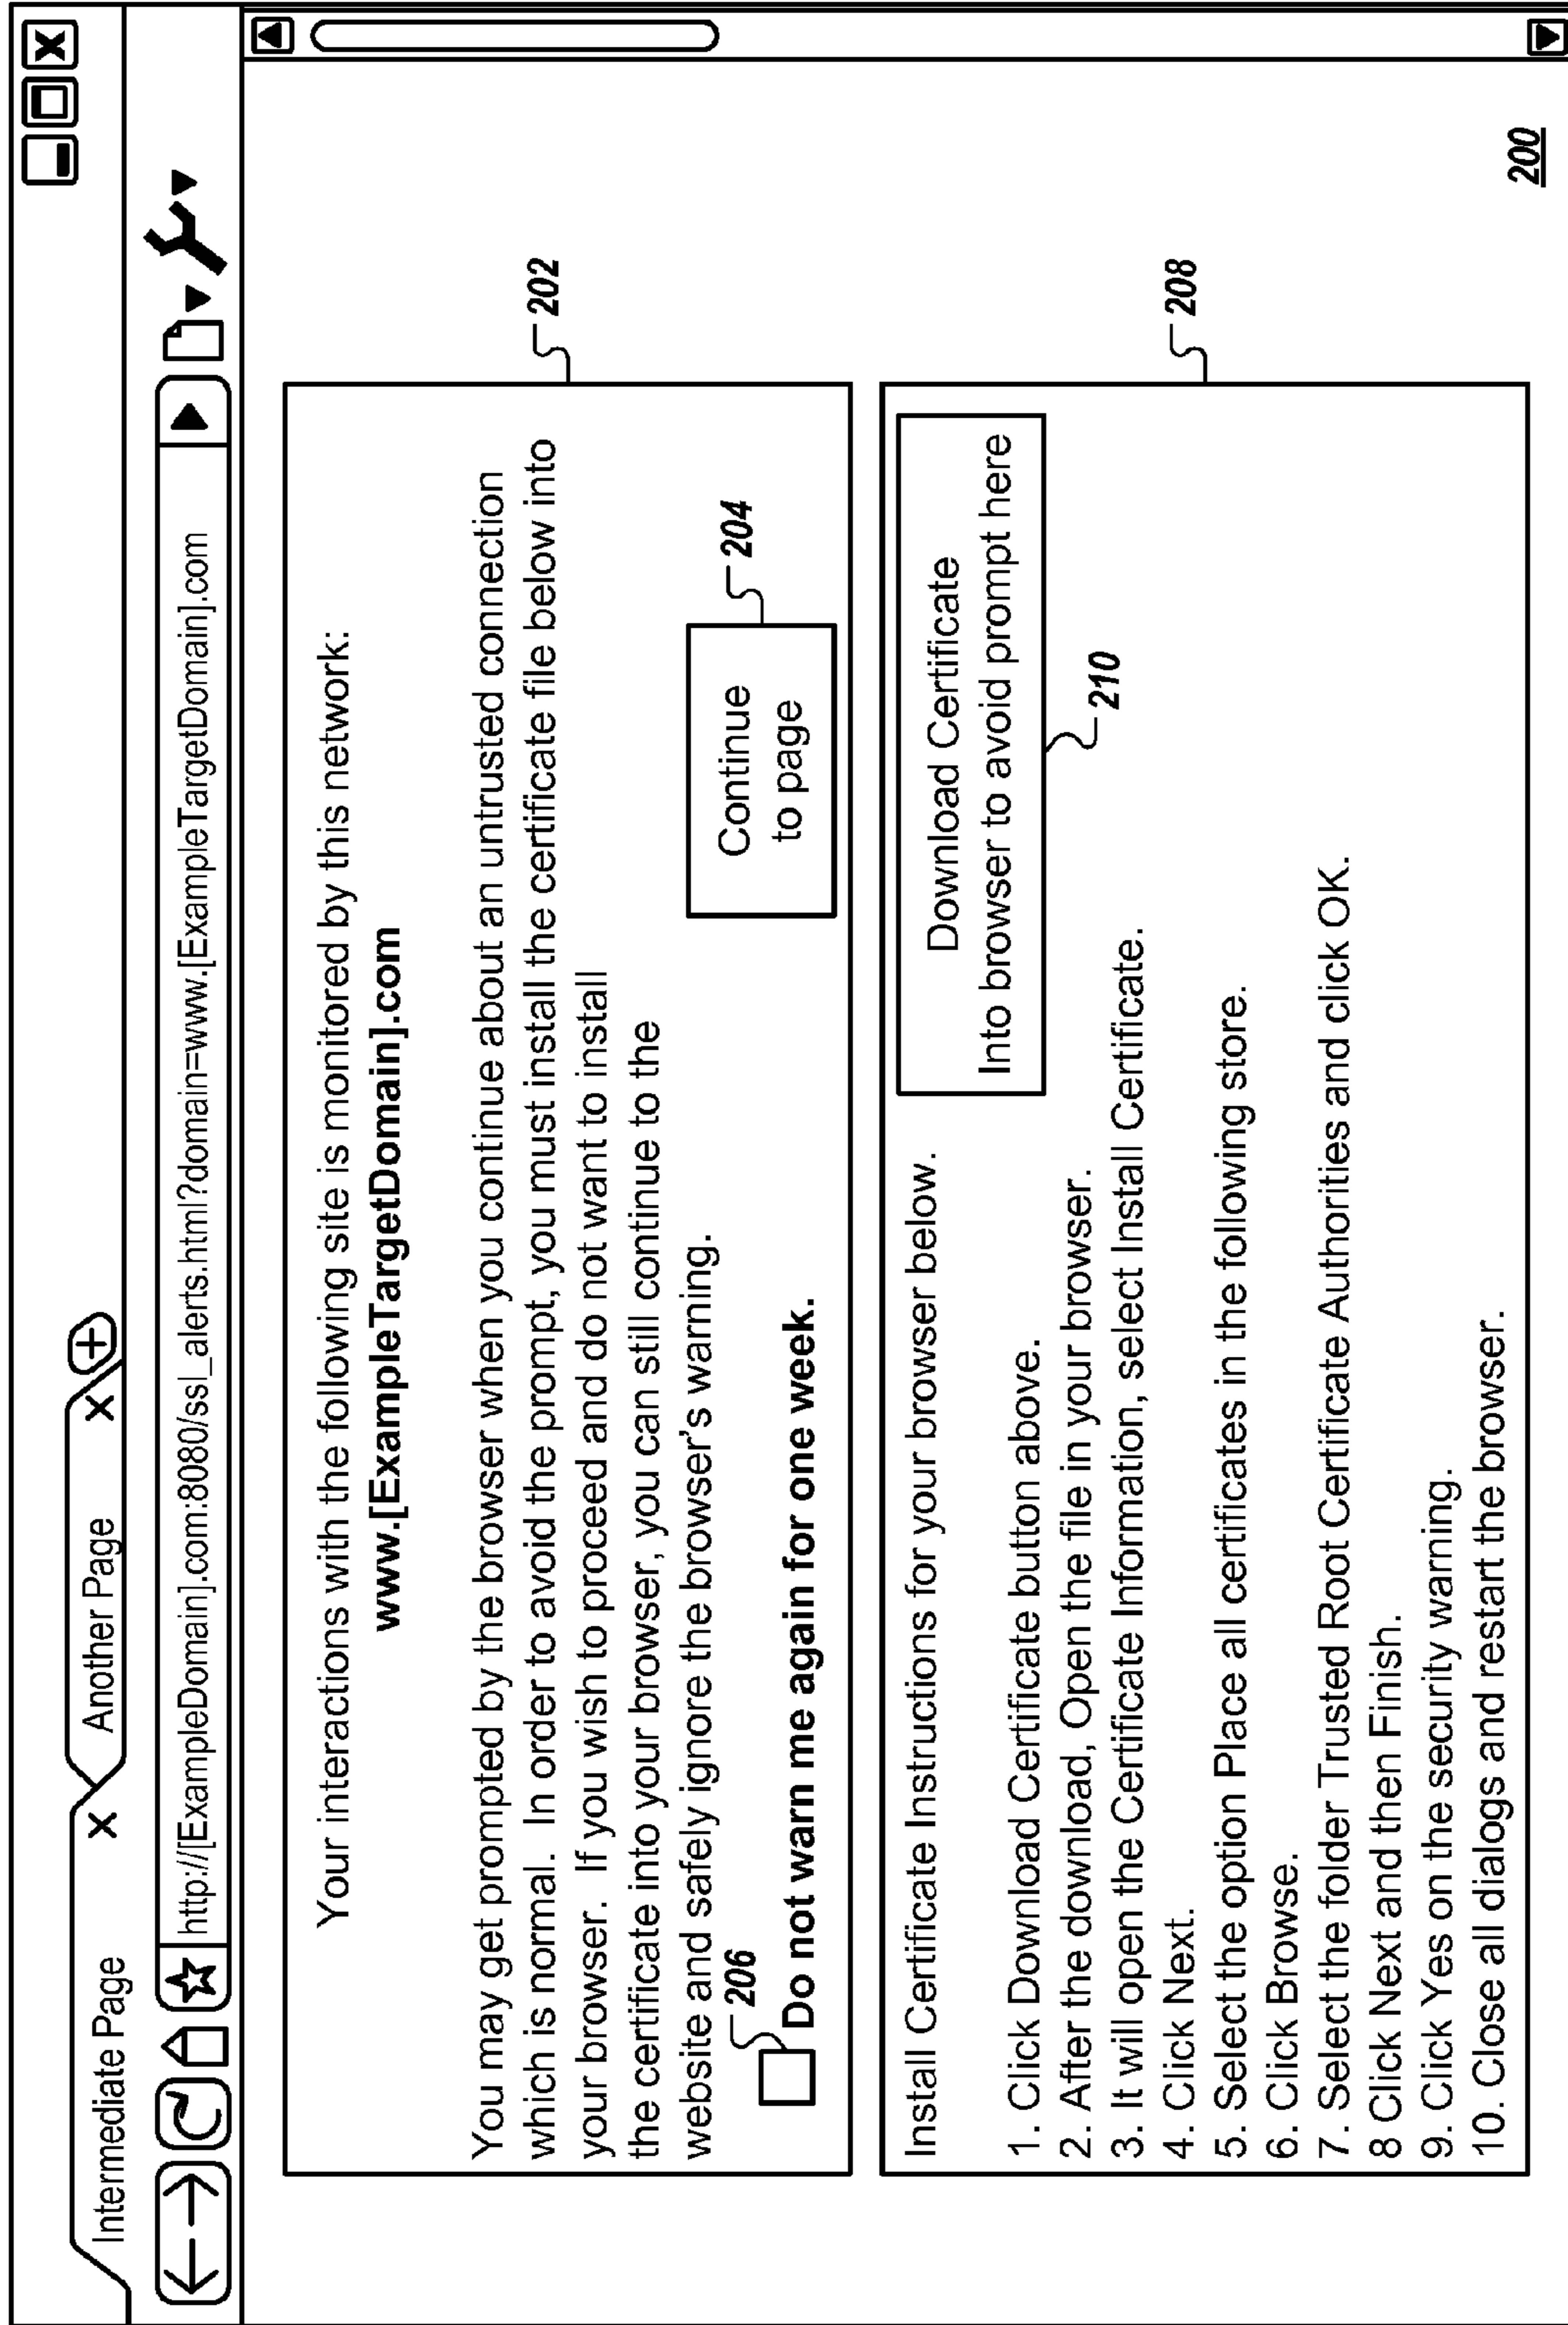 Intermediate Page X
Another Page X
http://[ExampleDomain].com:8080/ssl_alerts.html?domain=www.[ExampleTargetDomain].com
Your interactions with the following site is monitored by this network:
www.[ExampleTargetDomain].com
You may get prompted by the browser when you continue about an untrusted connection
which is normal. In order to avoid the prompt, you must install the certificate file below into
your browser. If you wish to proceed and do not want to install
the certificate into your browser, you can still continue to the
website and safely ignore the browser's warning.
206
Do not warn me again for one week.
Continue
to page
204
202
Install Certificate Instructions for your browser below.
Download Certificate
Into browser to avoid prompt here
210
1. Click Download Certificate button above.
2. After the download, Open the file in your browser.
3. It will open the Certificate Information, select Install Certificate.
4. Click Next.
5. Select the option Place all certificates in the following store.
6. Click Browse.
7. Select the folder Trusted Root Certificate Authorities and click OK.
8 Click Next and then Finish.
9. Click Yes on the security warning.
10. Close all dialogs and restart the browser.
208
200